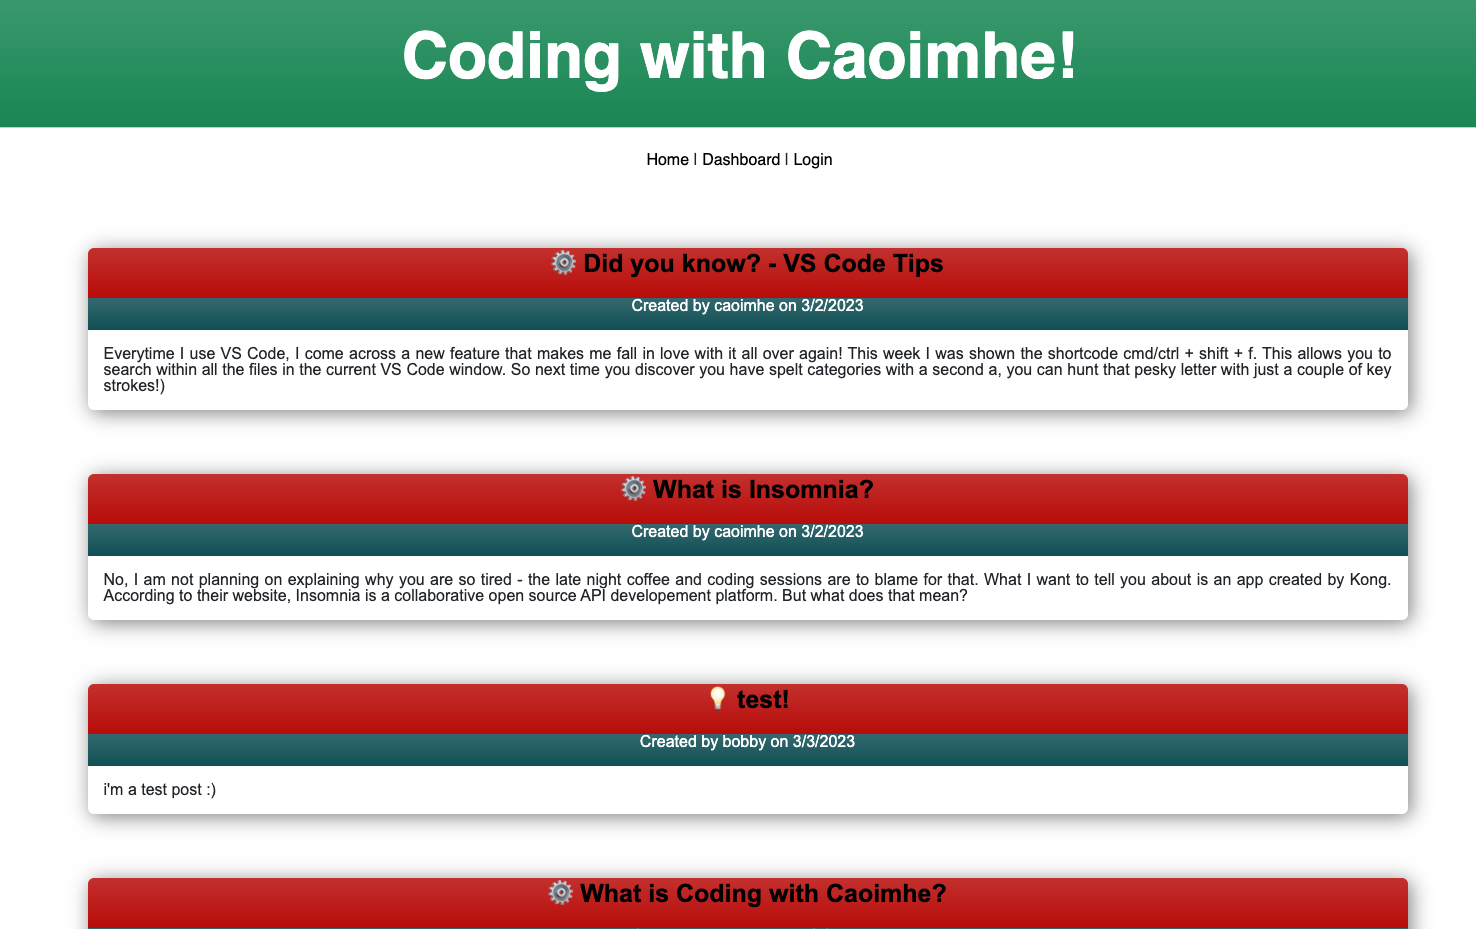 Coding with Caoimhe!
Home | Dashboard | Login
⚙️ Did you know? - VS Code Tips
Created by caoimhe on 3/2/2023
Everytime I use VS Code, I come across a new feature that makes me fall in love with it all over again! This week I was shown the shortcode cmd/ctrl + shift + f. This allows you to
search within all the files in the current VS Code window. So next time you discover you have spelt categories with a second a, you can hunt that pesky letter with just a couple of key
strokes!)
⚙️ What is Insomnia?
Created by caoimhe on 3/2/2023
No, I am not planning on explaining why you are so tired - the late night coffee and coding sessions are to blame for that. What I want to tell you about is an app created by Kong.
According to their website, Insomnia is a collaborative open source API developement platform. But what does that mean?
💡 test!
Created by bobby on 3/3/2023
i'm a test post :)
⚙️ What is Coding with Caoimhe?